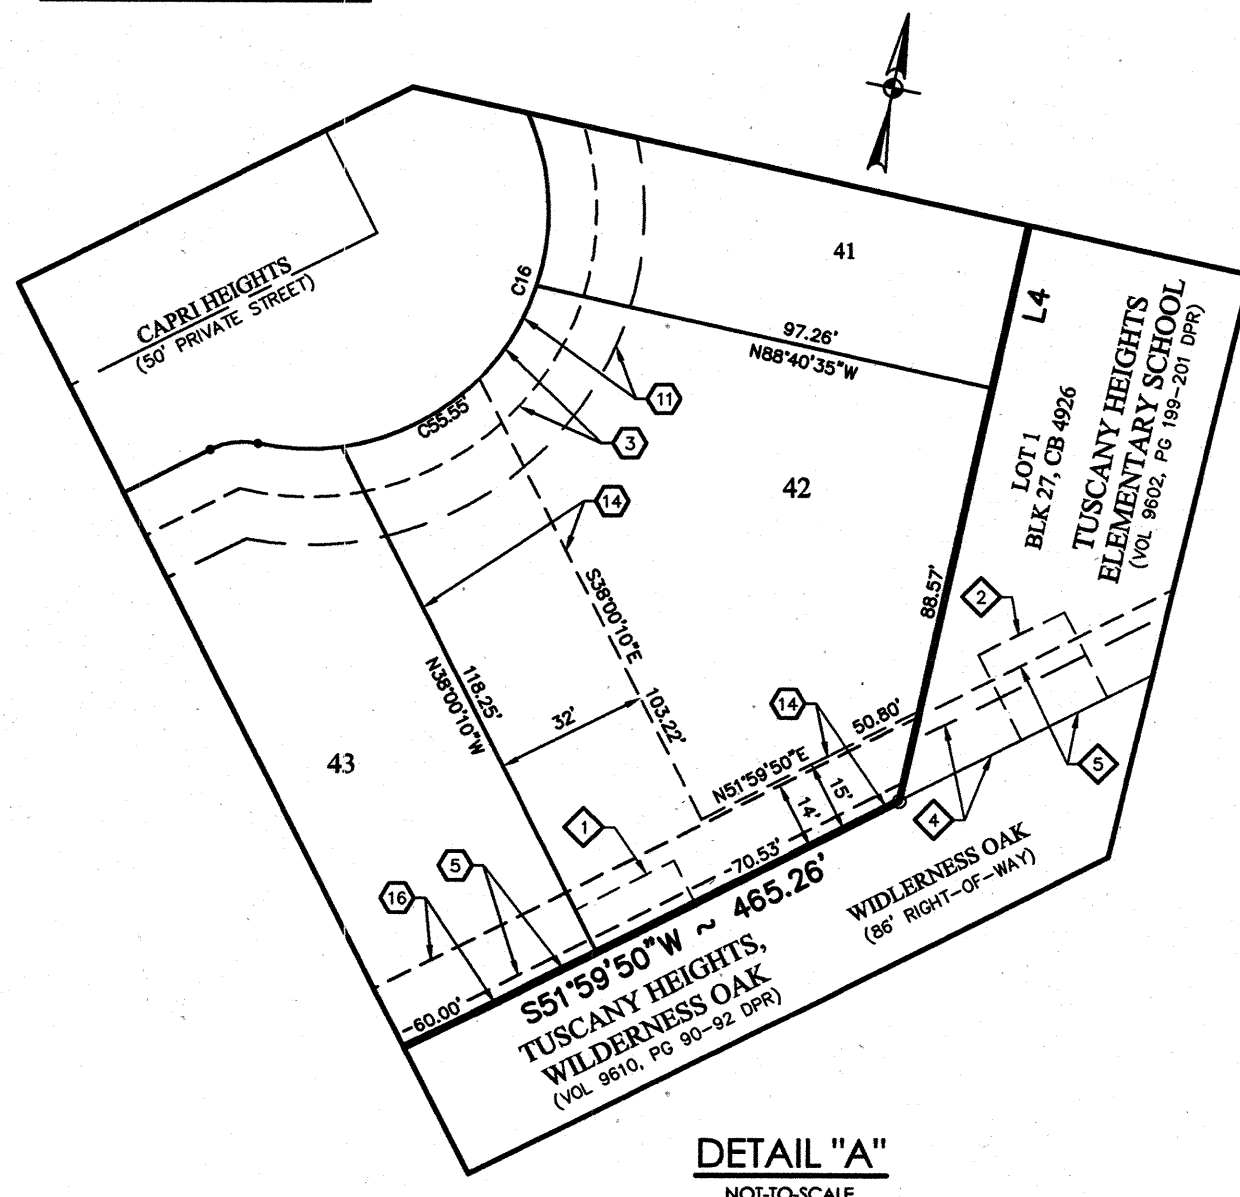 CAPRI HEIGHTS
(50' PRIVATE STREET)
C16
41
97.26'
N88°40'35"W
L4
LOT 1
BLK 27, CB 4926
TUSCANY HEIGHTS
ELEMENTARY SCHOOL
(VOL 9602, PG 199-201 DPR)
11
3
C55.55'
14
42
88.57'
2
S38°00'10"E
103.22'
118.25'
N38°00'10"W
32'
43
14
50.80'
N51°59'50"E
15'
14'
5
4
1
5
16
70.53'
60.00'
S51°59'50"W ~ 465.26'
TUSCANY HEIGHTS,
WILDERNESS OAK
(VOL 9610, PG 90-92 DPR)
WIDLERNESS OAK
(86' RIGHT-OF-WAY)
DETAIL "A"
NOT-TO-SCALE